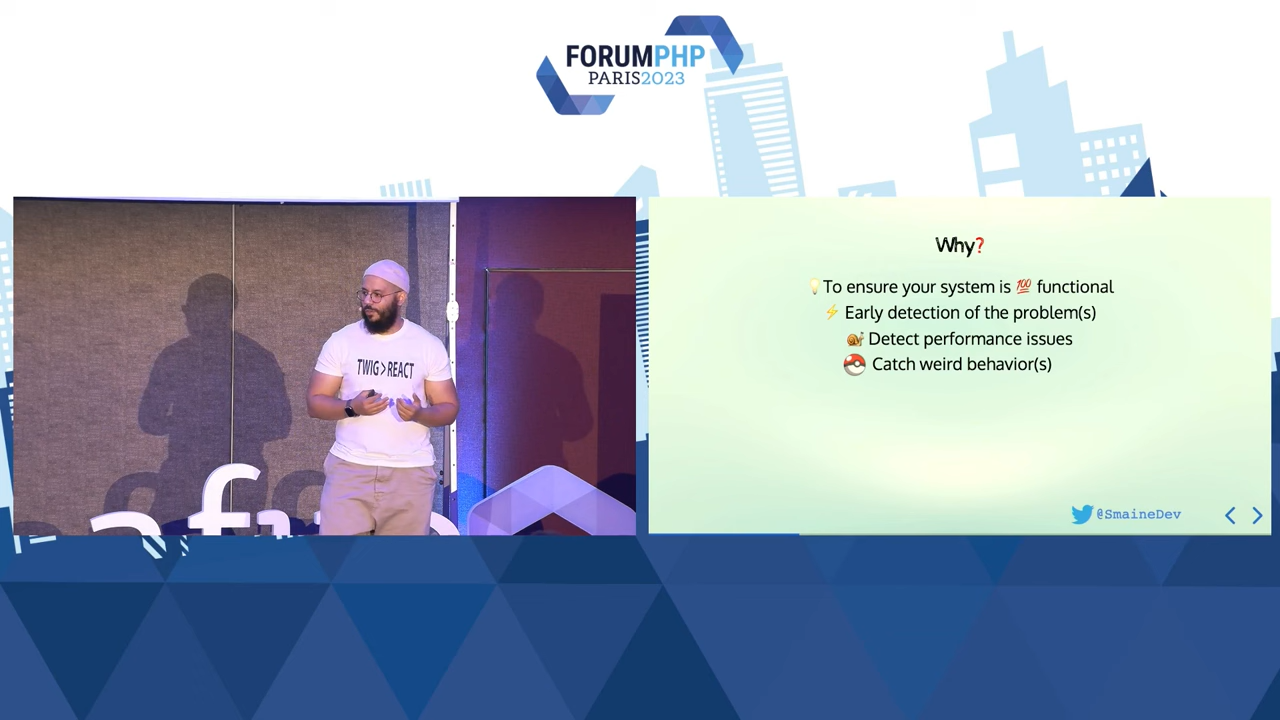 FORUMPHP
PARIS2023
TWIG>REACT
afup
Why?
To ensure your system is 💯 functional
Early detection of the problem(s)
Detect performance issues
Catch weird behavior(s)
@SmaineDev